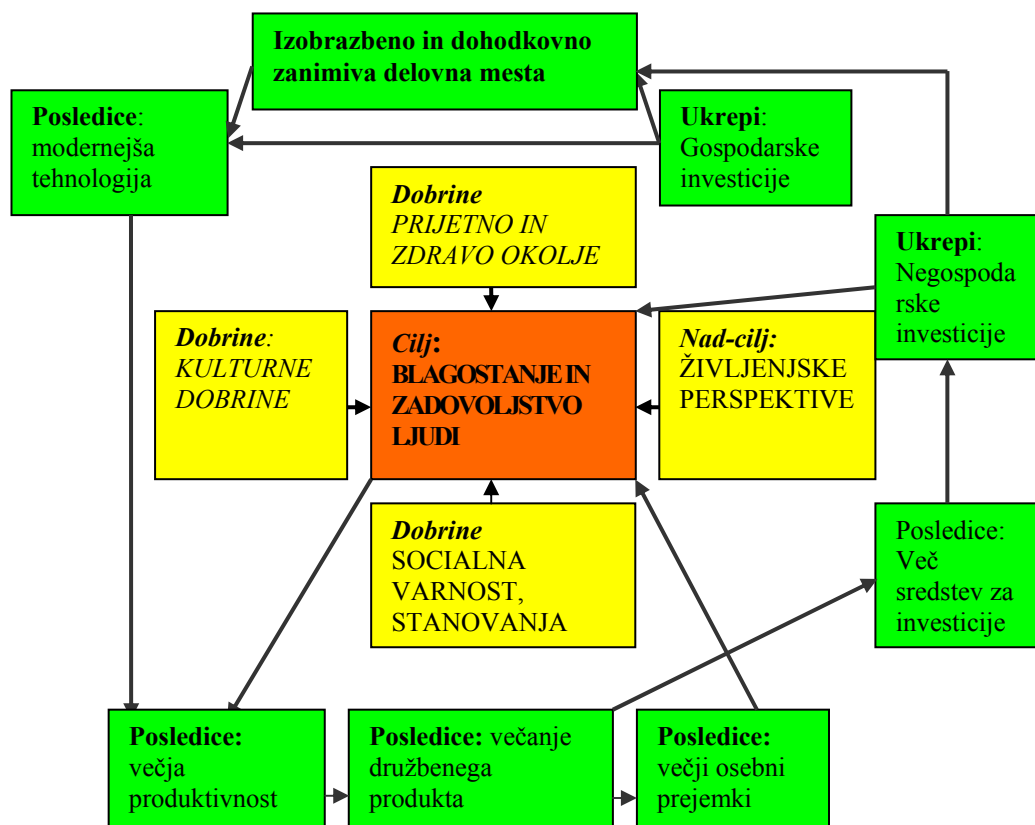 Izobrazbeno in dohodkovno
zanimiva delovna mesta
Posledice:
modernejša
tehnologija
Ukrepi:
Gospodarske
investicije
Dobrine
PRIJETNO IN
ZDRAVO OKOLJE
Ukrepi:
Negospoda
rske
investicije
Dobrine:
KULTURNE
DOBRINE
Cilj:
BLAGOSTANJE IN
ZADOVOLJSTVO
LJUDI
Nad-cilj:
ŽIVLJENJSKE
PERSPEKTIVE
Dobrine
SOCIALNA
VARNOST,
STANOVANJA
Posledice:
Več
sredstev za
investicije
Posledice:
večja
produktivnost
Posledice: večanje
družbenega
produkta
Posledice:
večji osebni
prejemki